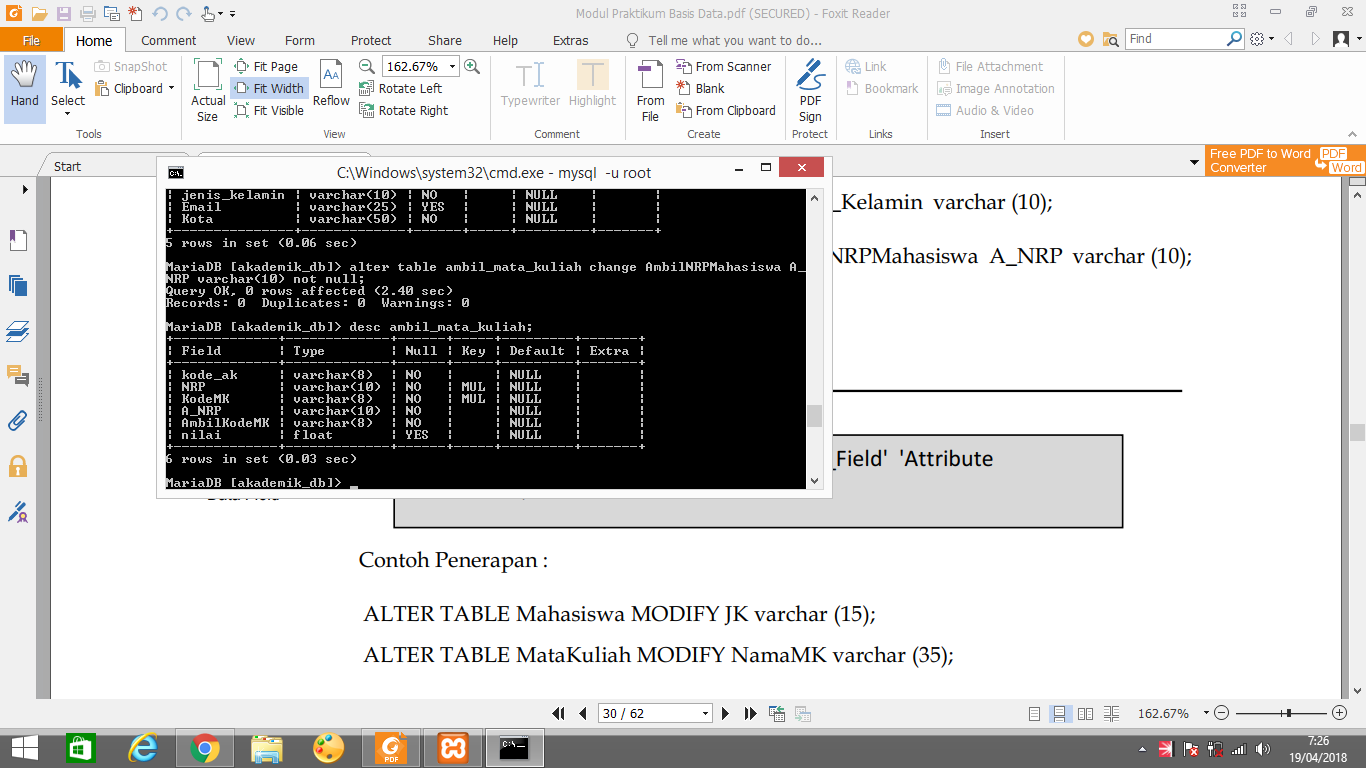 Modul Praktikum Basis Data.pdf (SECURED) - Foxit Reader
File Home Comment View Form Protect Share Help Extras Tell me what you want to do... Find
Hand
Select
SnapShot
Clipboard
Tools
Actual Size
Fit Page
Fit Width
Fit Visible
Reflow
162.67%
Rotate Left
Rotate Right
View
Typewriter
Highlight
Comment
From File
From Scanner
Blank
From Clipboard
Create
PDF Sign
Protect
Link
Bookmark
Links
File Attachment
Image Annotation
Audio & Video
Insert
Start
Free PDF to Word Converter
PDF
Word
C:\Windows\system32\cmd.exe - mysql -u root
| jenis_kelamin | varchar(10) | NO | | NULL | |
| Email | varchar(25) | YES | | NULL | |
| Kota | varchar(50) | NO | | NULL | |
5 rows in set (0.06 sec)
MariaDB [akademik_db]> alter table ambil_mata_kuliah change AmbilNRPMahasiswa A_
NRP varchar(10) not null;
Query OK, 0 rows affected (2.40 sec)
Records: 0 Duplicates: 0 Warnings: 0
MariaDB [akademik_db]> desc ambil_mata_kuliah;
| Field | Type | Null | Key | Default | Extra |
| kode_ak | varchar(8) | NO | | NULL | |
| NRP | varchar(10) | NO | MUL | NULL | |
| KodeMK | varchar(8) | NO | MUL | NULL | |
| A_NRP | varchar(10) | NO | | NULL | |
| AmbilKodeMK | varchar(8) | NO | | NULL | |
| nilai | float | YES | | NULL | |
6 rows in set (0.03 sec)
MariaDB [akademik_db]> _
_Kelamin varchar (10);
NRPMahasiswa A_NRP varchar (10);
_Field' 'Attribute
Contoh Penerapan :
ALTER TABLE Mahasiswa MODIFY JK varchar (15);
ALTER TABLE MataKuliah MODIFY NamaMK varchar (35);
30 / 62
162.67%
7:26
19/04/2018